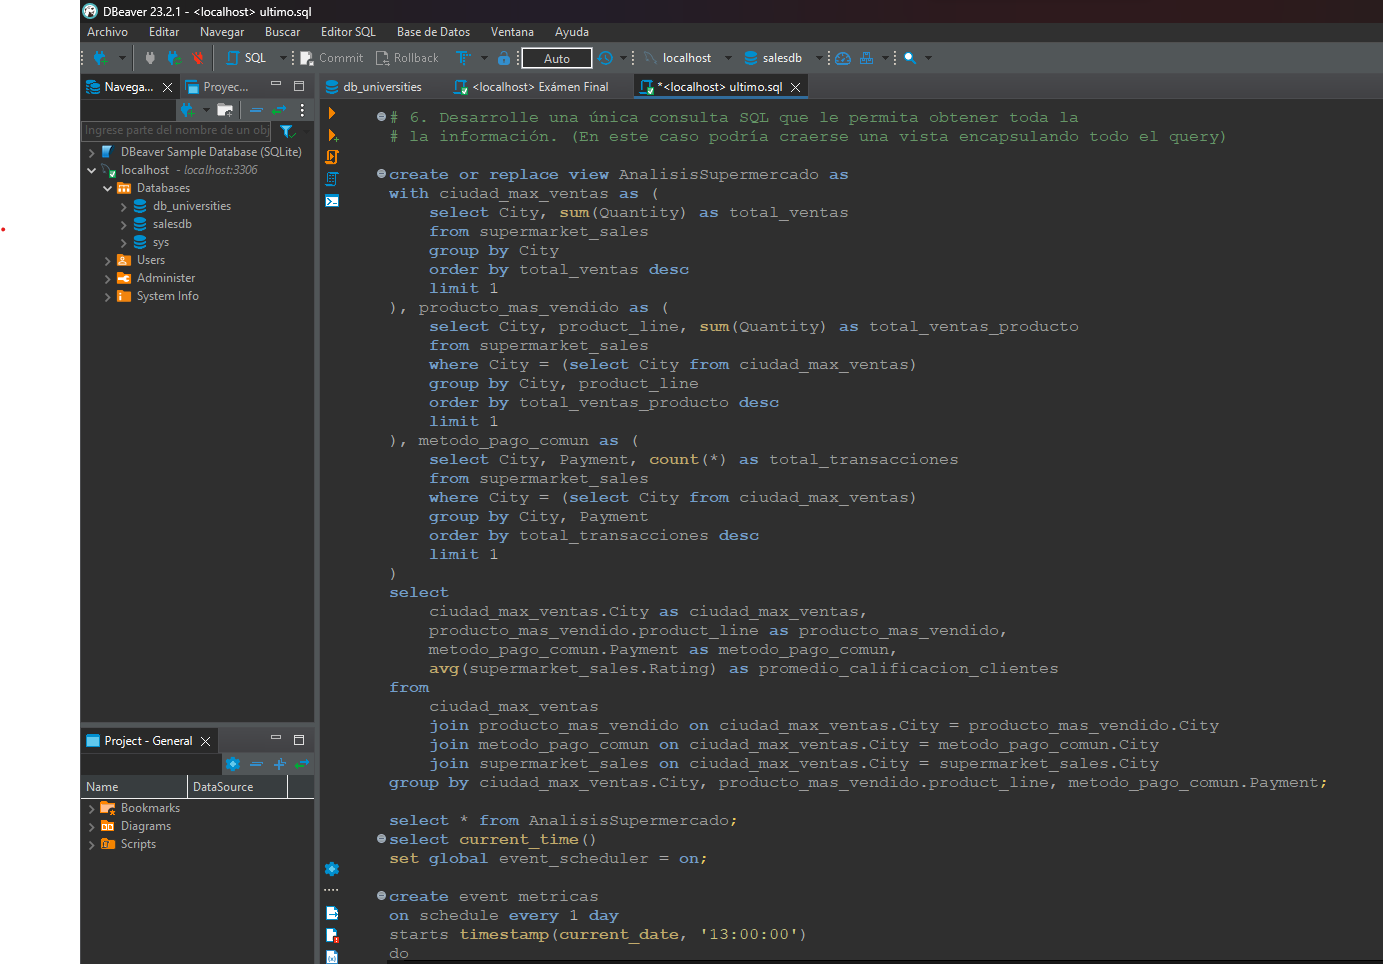 DBeaver 23.2.1 - <localhost> ultimo.sql
Archivo Editar Navegar Buscar Editor SQL Base de Datos Ventana Ayuda
SQL Commit Rollback Auto localhost salesdb
Navega... Proyec...
Ingrese parte del nombre de un obj
DBeaver Sample Database (SQLite)
localhost - localhost:3306
Databases
db_universities
salesdb
sys
Users
Administer
System Info
Project - General
Name DataSource
Bookmarks
Diagrams
Scripts
db_universities <localhost> Exámen Final *<localhost> ultimo.sql
# 6. Desarrolle una única consulta SQL que le permita obtener toda la
# la información. (En este caso podría craerse una vista encapsulando todo el query)
create or replace view AnalisisSupermercado as
with ciudad_max_ventas as (
select City, sum(Quantity) as total_ventas
from supermarket_sales
group by City
order by total_ventas desc
limit 1
), producto_mas_vendido as (
select City, product_line, sum(Quantity) as total_ventas_producto
from supermarket_sales
where City = (select City from ciudad_max_ventas)
group by City, product_line
order by total_ventas_producto desc
limit 1
), metodo_pago_comun as (
select City, Payment, count(*) as total_transacciones
from supermarket_sales
where City = (select City from ciudad_max_ventas)
group by City, Payment
order by total_transacciones desc
limit 1
)
select
ciudad_max_ventas.City as ciudad_max_ventas,
producto_mas_vendido.product_line as producto_mas_vendido,
metodo_pago_comun.Payment as metodo_pago_comun,
avg(supermarket_sales.Rating) as promedio_calificacion_clientes
from
ciudad_max_ventas
join producto_mas_vendido on ciudad_max_ventas.City = producto_mas_vendido.City
join metodo_pago_comun on ciudad_max_ventas.City = metodo_pago_comun.City
join supermarket_sales on ciudad_max_ventas.City = supermarket_sales.City
group by ciudad_max_ventas.City, producto_mas_vendido.product_line, metodo_pago_comun.Payment;
select * from AnalisisSupermercado;
select current_time()
set global event_scheduler = on;
create event metricas
on schedule every 1 day
starts timestamp(current_date, '13:00:00')
do